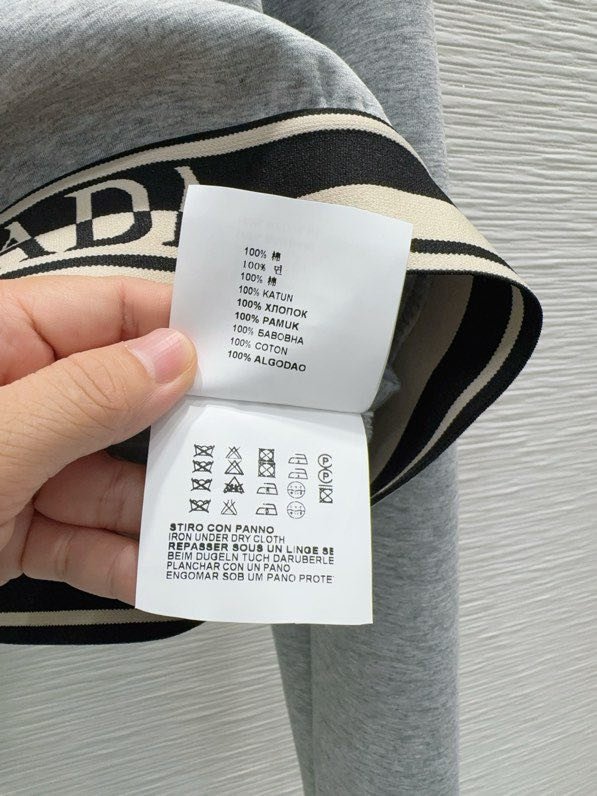 ADI
100% 棉
100% 면
100% 棉
100% KATUN
100% ХЛОПОК
100% PAMUK
100% БАВОВНА
100% COTON
100% ALGODAO
P
P
STIRO CON PANNO
IRON UNDER DRY CLOTH
REPASSER SOUS UN LINGE SE
BEIM DUGELN TUCH DARUBERLE
PLANCHAR CON UN PANO
ENGOMAR SOB UM PANO PROTE